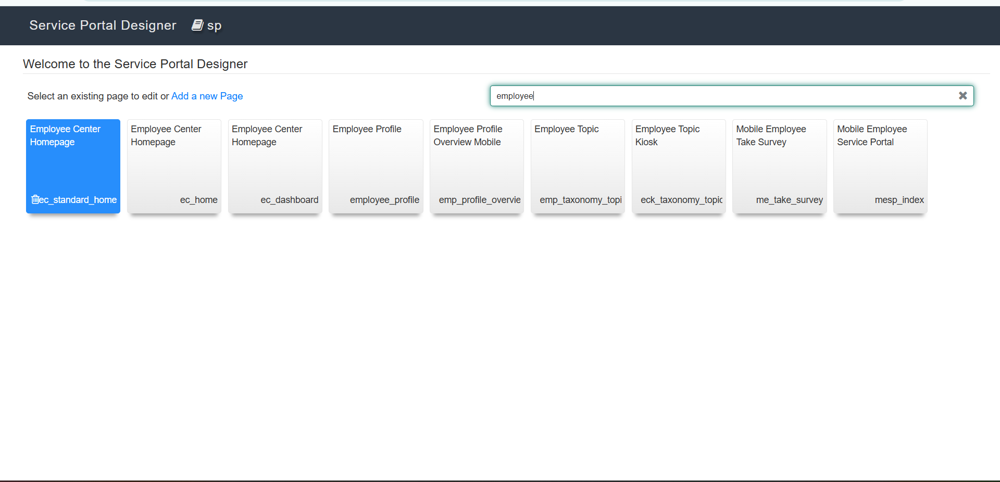 Service Portal Designer sp
Welcome to the Service Portal Designer
Select an existing page to edit or Add a new Page
employee
Employee Center
Homepage
ec_standard_home
Employee Center
Homepage
ec_home
Employee Center
Homepage
ec_dashboard
Employee Profile
employee_profile
Employee Profile
Overview Mobile
emp_profile_overvie
Employee Topic
emp_taxonomy_topi
Employee Topic
Kiosk
eck_taxonomy_topic
Mobile Employee
Take Survey
me_take_survey
Mobile Employee
Service Portal
mesp_index